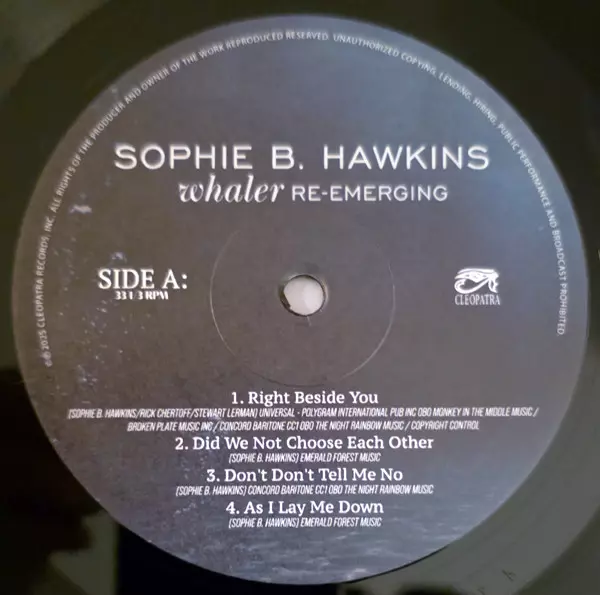 ℗© 2025 CLEOPATRA RECORDS, INC. ALL RIGHTS OF THE PRODUCER AND OWNER OF THE WORK REPRODUCED RESERVED. UNAUTHORIZED COPYING, LENDING, HIRING, PUBLIC PERFORMANCE AND BROADCAST PROHIBITED.
SOPHIE B. HAWKINS
whaler RE-EMERGING
SIDE A:
33 1/3 RPM
CLEOPATRA
1. Right Beside You
(SOPHIE B. HAWKINS/RICK CHERTOFF/STEWART LERMAN) UNIVERSAL - POLYGRAM INTERNATIONAL PUB INC OBO MONKEY IN THE MIDDLE MUSIC /
BROKEN PLATE MUSIC INC / CONCORD BARITONE CC1 OBO THE NIGHT RAINBOW MUSIC / COPYRIGHT CONTROL
2. Did We Not Choose Each Other
(SOPHIE B. HAWKINS) EMERALD FOREST MUSIC
3. Don't Don't Tell Me No
(SOPHIE B. HAWKINS) CONCORD BARITONE CC1 OBO THE NIGHT RAINBOW MUSIC
4. As I Lay Me Down
(SOPHIE B. HAWKINS) EMERALD FOREST MUSIC